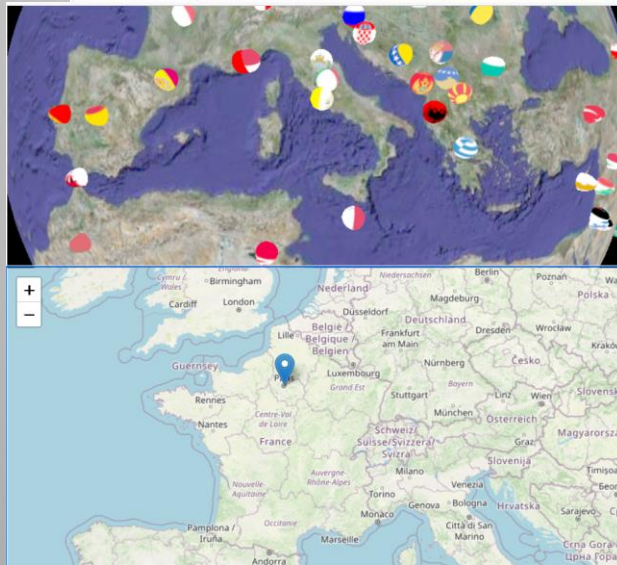 England
Cymru /
Wales
Birmingham
Nederland
Niedersachsen
Berlin
Poznań
Polska
+
−
Cardiff
London
Magdeburg
Düsseldorf
Deutschland
Lille
België /
Belgique /
Belgien
Frankfurt
am Main
Dresden
Wrocław
Guernsey
Paris
Luxembourg
Česko
Grand Est
Nürnberg
Rennes
Bayern
Stuttgart
Linz
Wien
Nantes
Centre-Val
de Loire
München
Österreich
France
Schweiz/
Suisse/Svizzera/
Svizra
Graz
Slovenija
Auvergne-
Rhône-Alpes
Milano
Nouvelle-
Aquitaine
Torino
Venezia
Hrvatska
Genova
Bologna
Sarajevo
Occitanie
Monaco
Città di San
Marino
Pamplona /
Iruña
Marseille
Andorra
Crna Gora /
Црна Гора